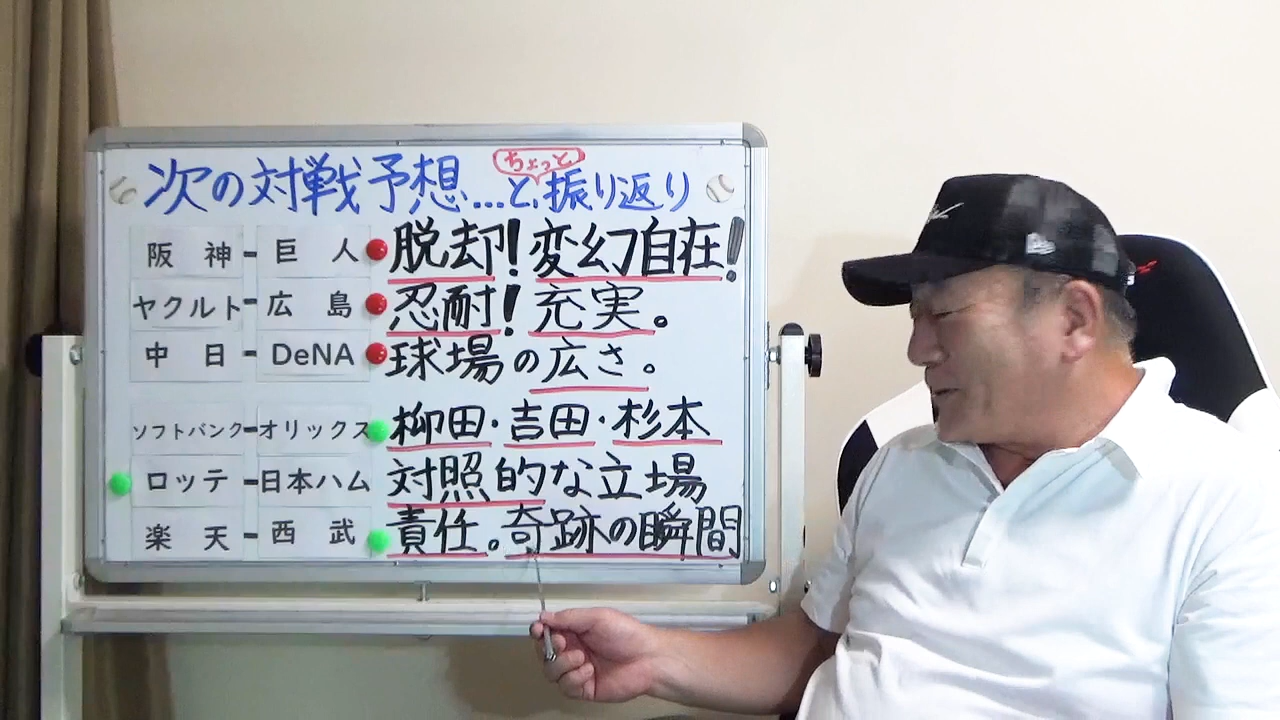 次の対戦予想...と、ちょっと振り返り
阪神-巨人 脱却！変幻自在！
ヤクルト-広島 忍耐！充実。
中日-DeNA 球場の広さ。
ソフトバンク-オリックス 柳田・吉田・杉本
ロッテ-日本ハム 対照的な立場
楽天-西武 責任。奇跡の瞬間